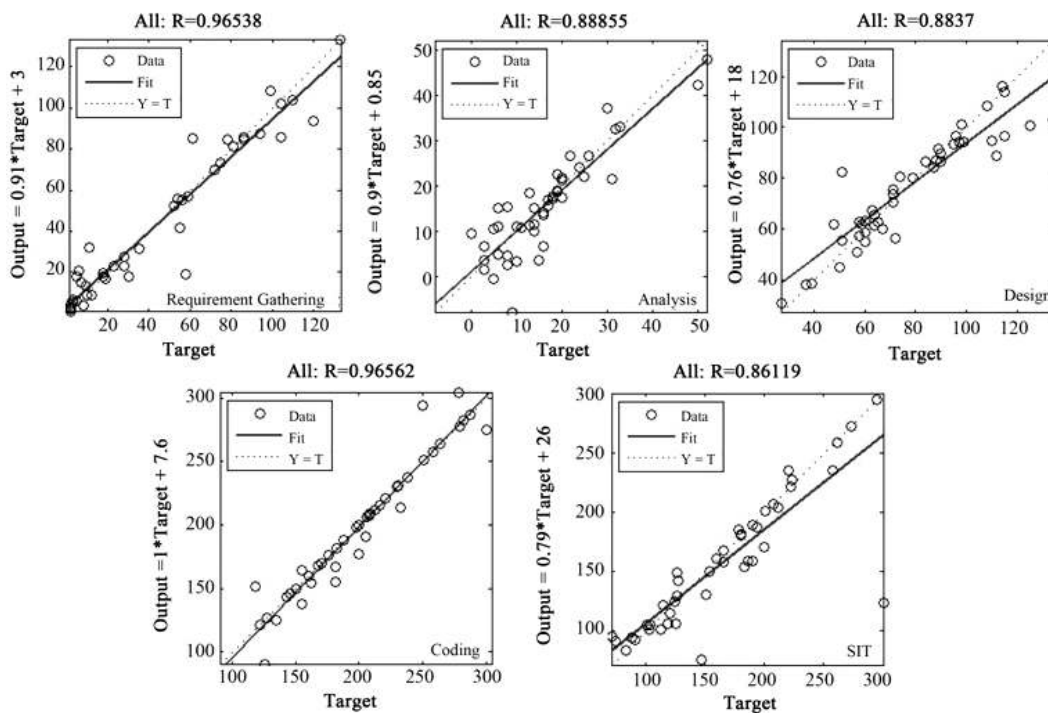 All: R=0.96538
Output = 0.91*Target + 3
120
100
80
60
40
20
Data
Fit
Y = T
Requirement Gathering
20 40 60 80 100 120
Target
All: R=0.88855
Output = 0.9*Target + 0.85
50
40
30
20
10
0
Data
Fit
Y = T
Analysis
0 10 20 30 40 50
Target
All: R=0.8837
Output = 0.76*Target + 18
120
100
80
60
40
Data
Fit
Y = T
Design
40 60 80 100 120
Target
All: R=0.96562
Output =1*Target + 7.6
300
250
200
150
100
Data
Fit
Y = T
Coding
100 150 200 250 300
Target
All: R=0.86119
Output = 0.79*Target + 26
300
250
200
150
100
Data
Fit
Y = T
SIT
100 150 200 250 300
Target